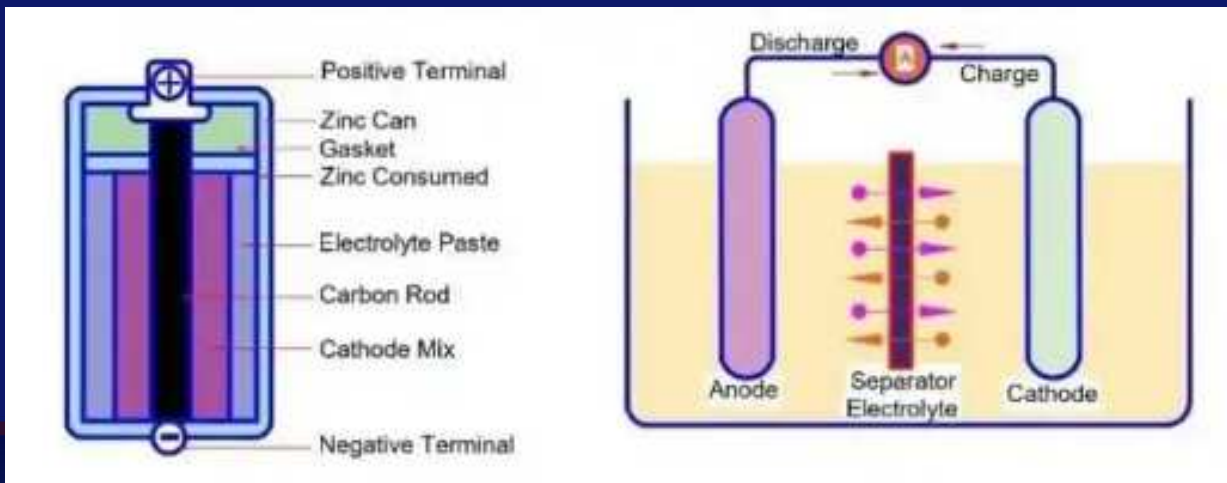 +
Positive Terminal
Zinc Can
Gasket
Zinc Consumed
Electrolyte Paste
Carbon Rod
Cathode Mix
−
Negative Terminal
Discharge
A
Charge
Anode
Separator
Electrolyte
Cathode